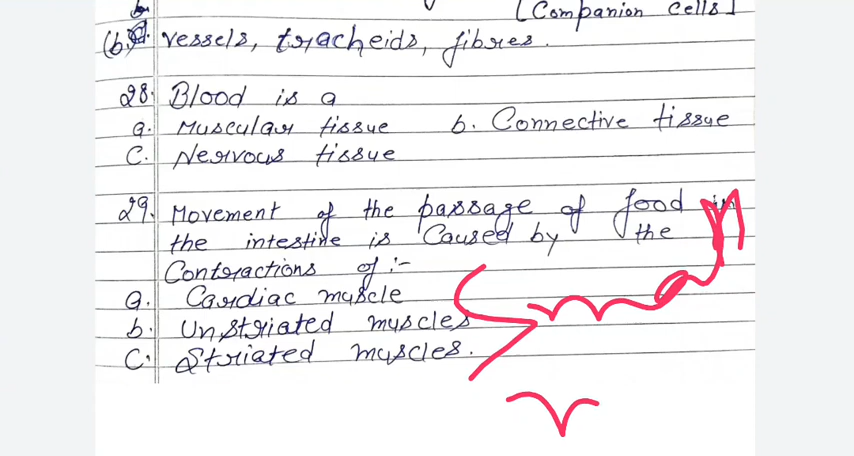 [Companion cells]
(b) vessels, tracheids, fibres.
28. Blood is a
a. Muscular tissue b. Connective tissue
C. Nervous tissue
29. Movement of the passage of food in
the intestine is Caused by the
Contractions of :-
a. Cardiac muscle
b. Unstriated muscles
C. Striated muscles.